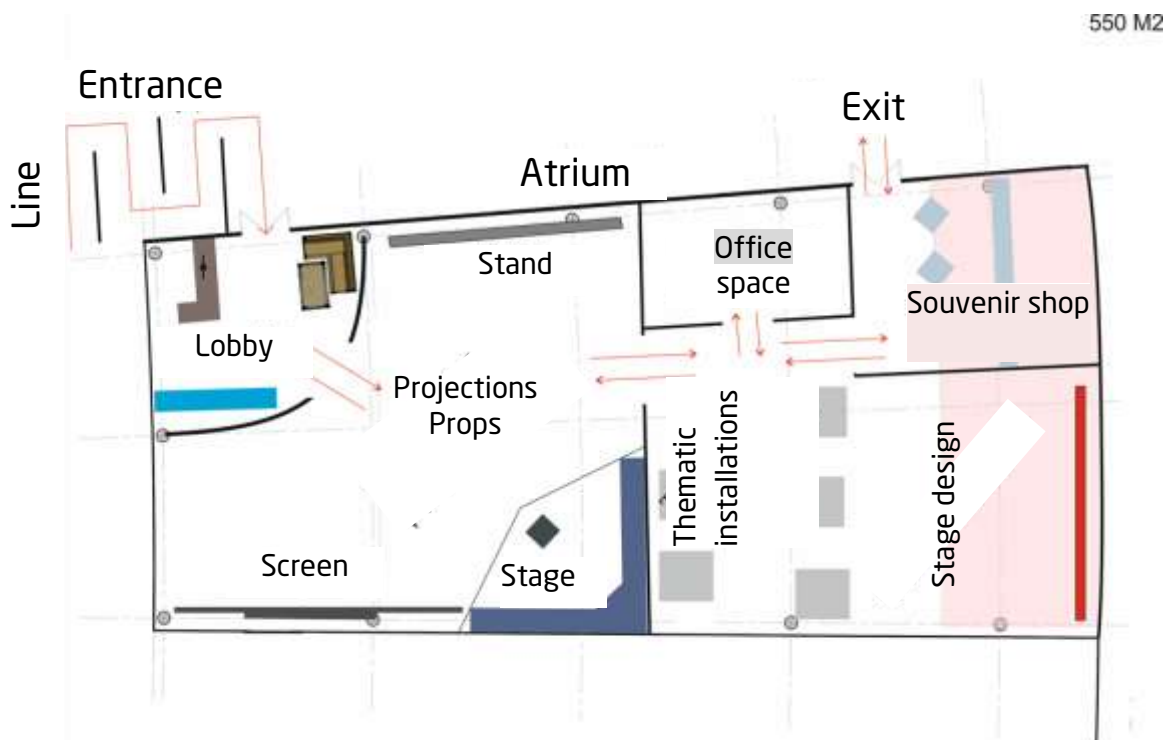 550 M2
Entrance
Exit
Line
Atrium
Stand
Office
space
Souvenir shop
Lobby
Projections
Props
Thematic
installations
Stage design
Screen
Stage